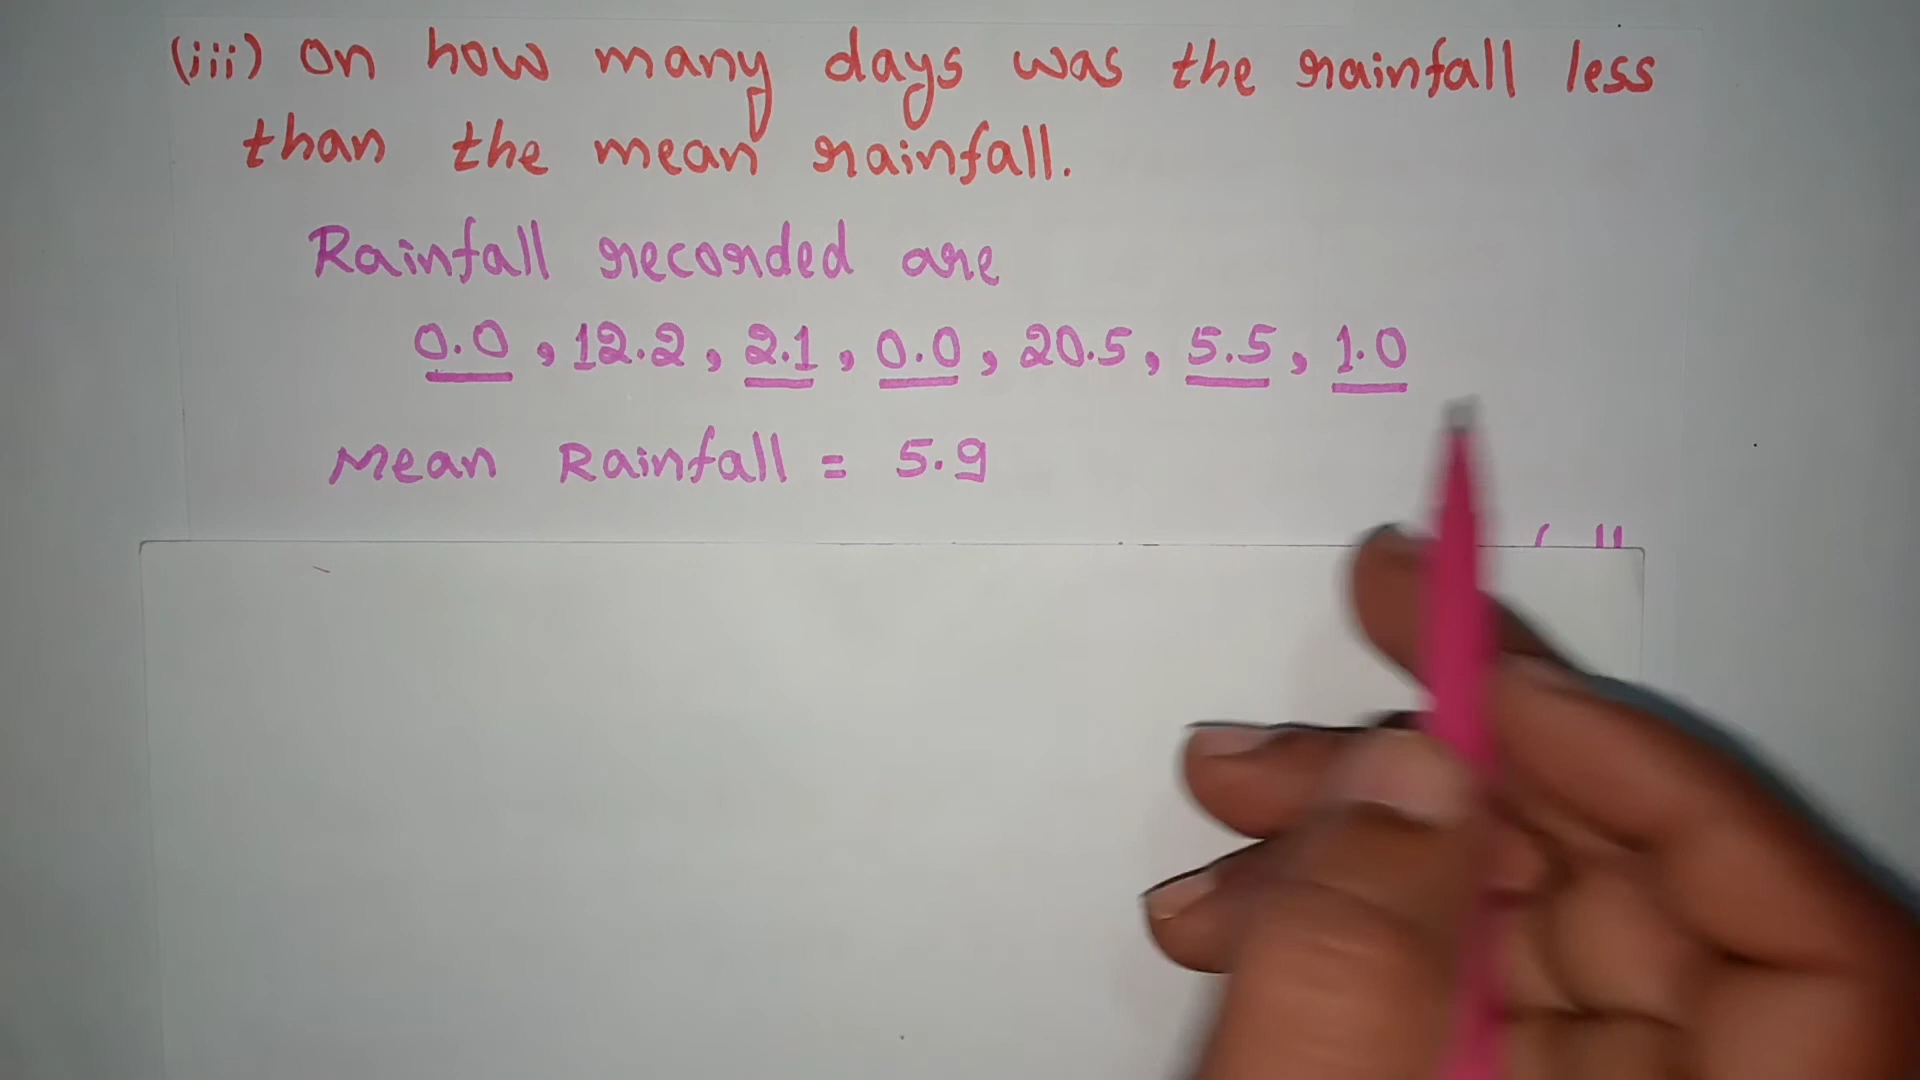 (iii) On how many days was the rainfall less
than the mean rainfall.
Rainfall recorded are
0.0, 12.2, 2.1, 0.0, 20.5, 5.5, 1.0
Mean Rainfall = 5.9